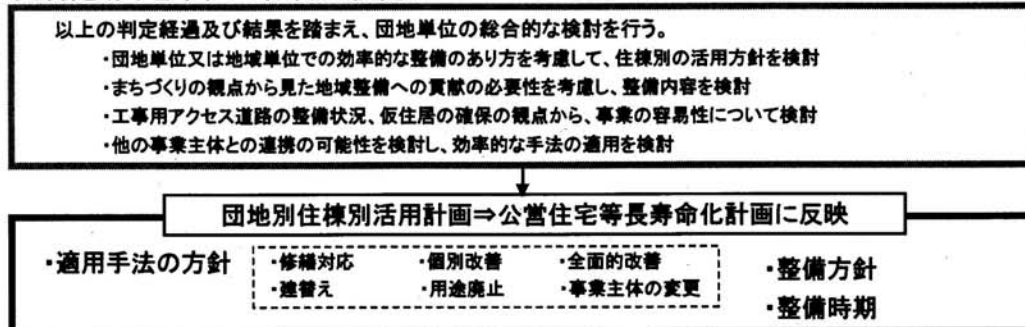 以上の判定経過及び結果を踏まえ、団地単位の総合的な検討を行う。
・団地単位又は地域単位での効率的な整備のあり方を考慮して、住棟別の活用方針を検討
・まちづくりの観点から見た地域整備への貢献の必要性を考慮し、整備内容を検討
・工事用アクセス道路の整備状況、仮住居の確保の観点から、事業の容易性について検討
・他の事業主体との連携の可能性を検討し、効率的な手法の適用を検討
団地別住棟別活用計画⇒公営住宅等長寿命化計画に反映
・適用手法の方針
・修繕対応 ・個別改善 ・全面的改善
・建替え ・用途廃止 ・事業主体の変更
・整備方針
・整備時期